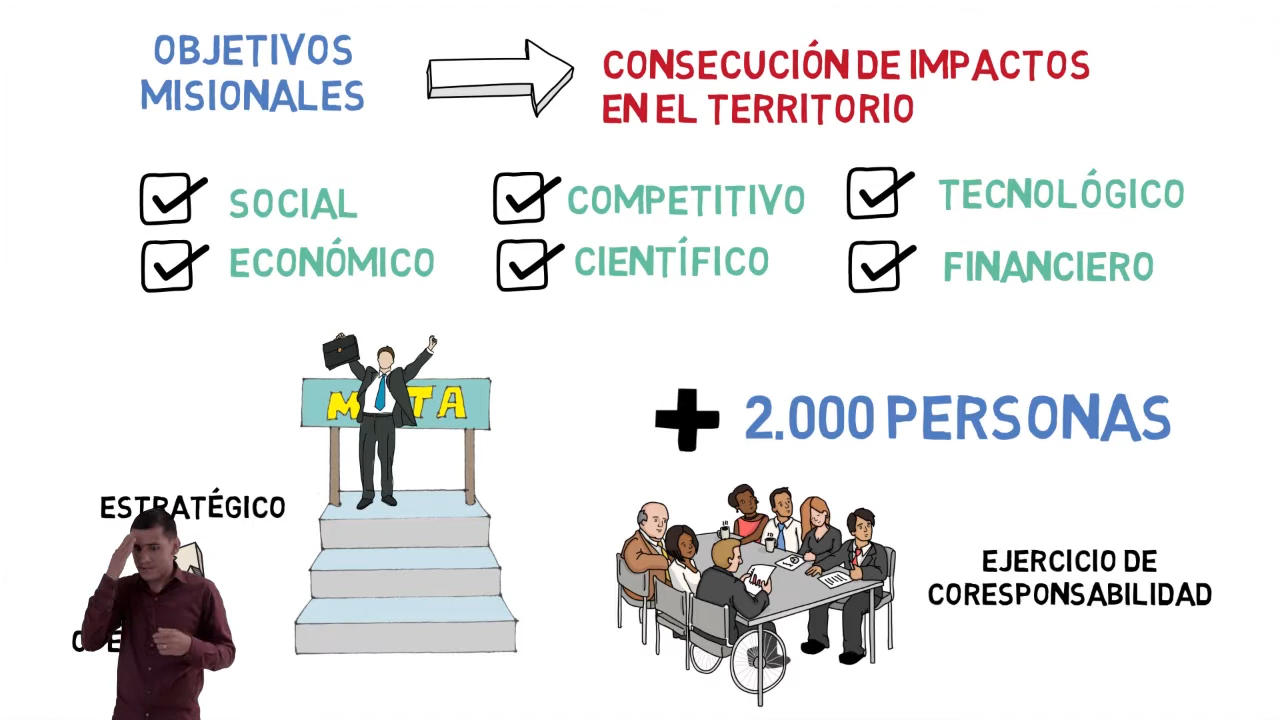 OBJETIVOS
MISIONALES
CONSECUCIÓN DE IMPACTOS
EN EL TERRITORIO
SOCIAL
COMPETITIVO
TECNOLÓGICO
ECONÓMICO
CIENTÍFICO
FINANCIERO
+ 2.000 PERSONAS
ESTRATÉGICO
EJERCICIO DE
CORESPONSABILIDAD